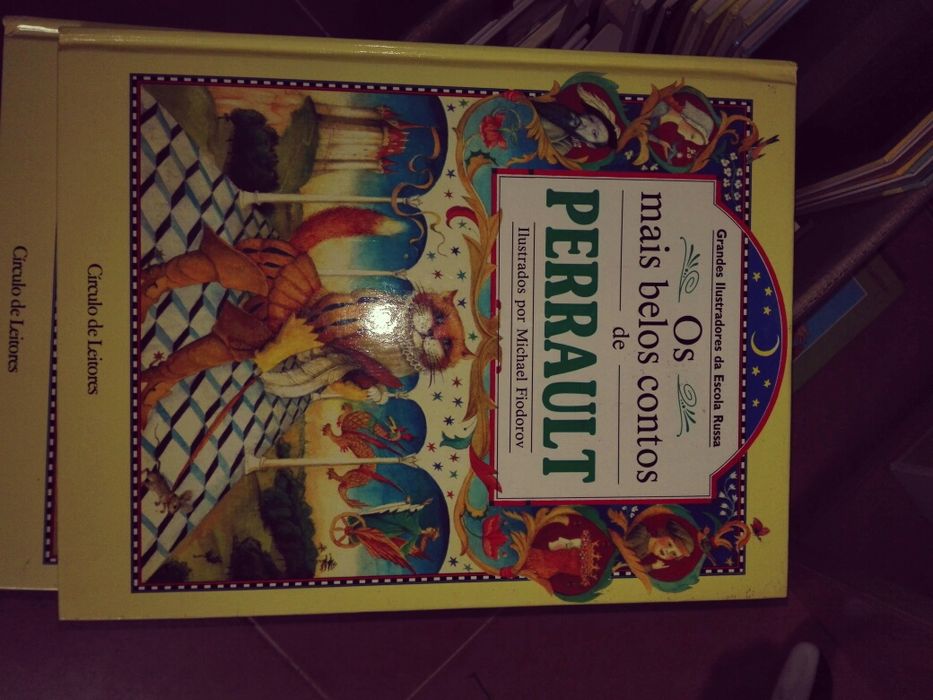 Grandes Ilustradores da Escola Russa
Os
mais belos contos
de
PERRAULT
Ilustrados por Michael Fiodorov
Círculo de Leitores
Círculo de Leitores